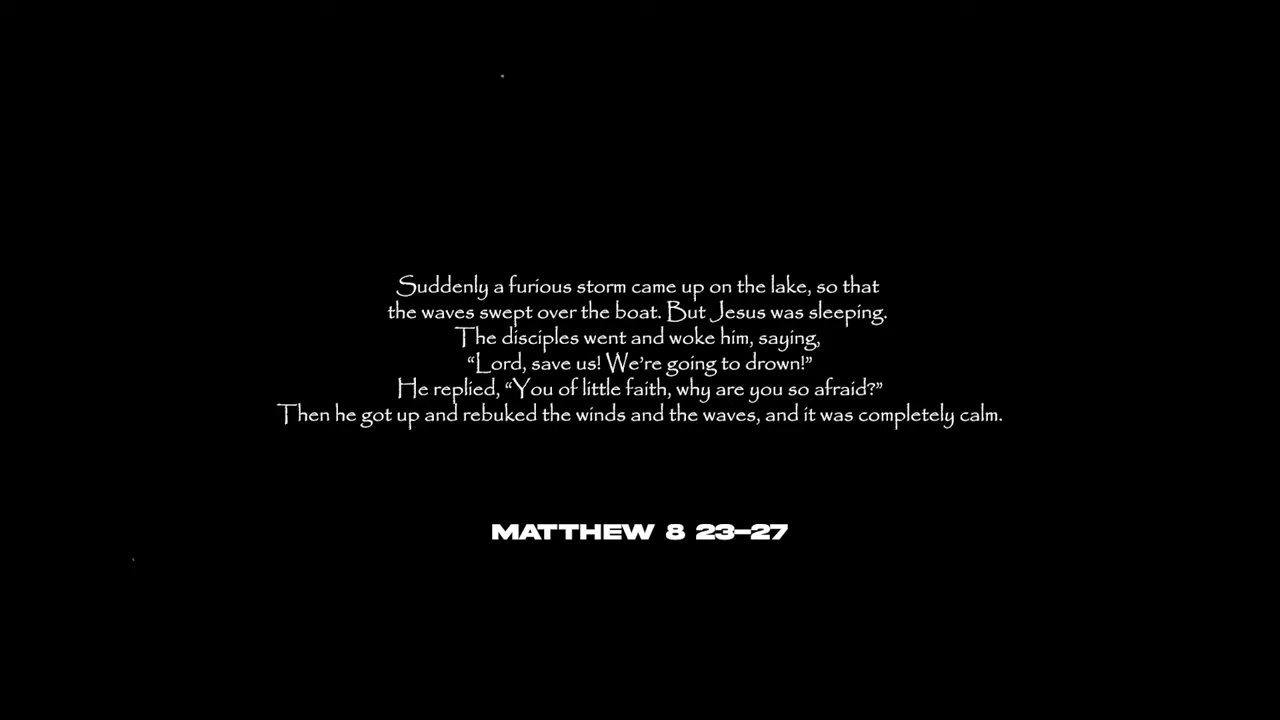 Suddenly a furious storm came up on the lake, so that
the waves swept over the boat. But Jesus was sleeping.
The disciples went and woke him, saying,
“Lord, save us! We’re going to drown!”
He replied, “You of little faith, why are you so afraid?”
Then he got up and rebuked the winds and the waves, and it was completely calm.
MATTHEW 8 23–27